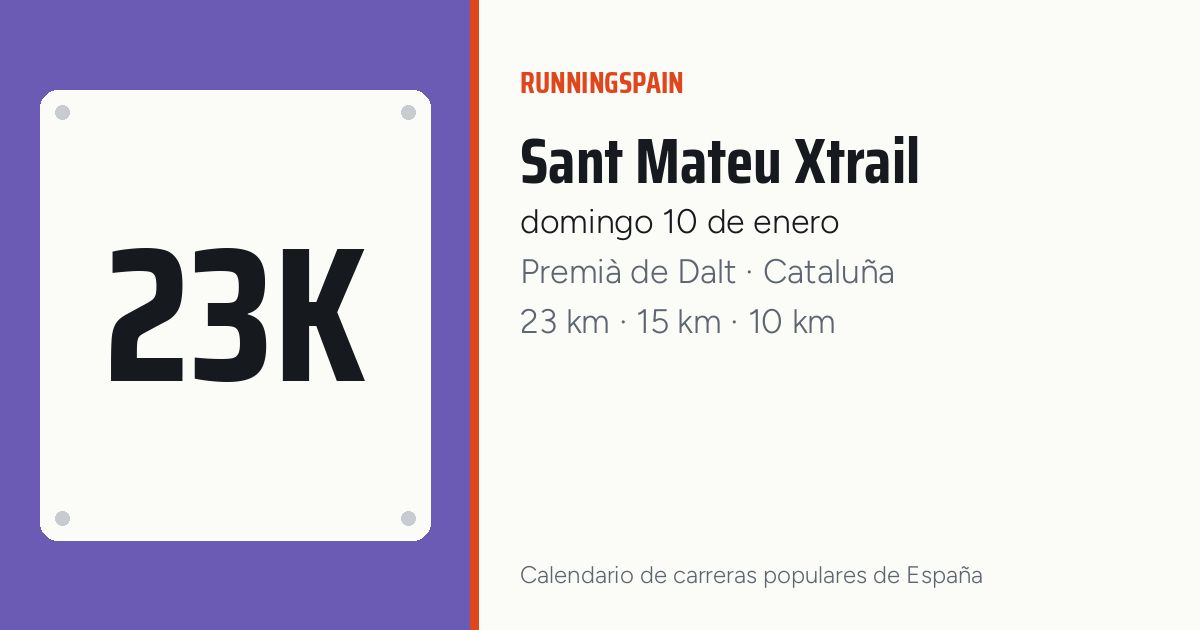 23K
RUNNINGSPAIN
Sant Mateu Xtrail
domingo 10 de enero
Premià de Dalt · Cataluña
23 km · 15 km · 10 km
Calendario de carreras populares de España